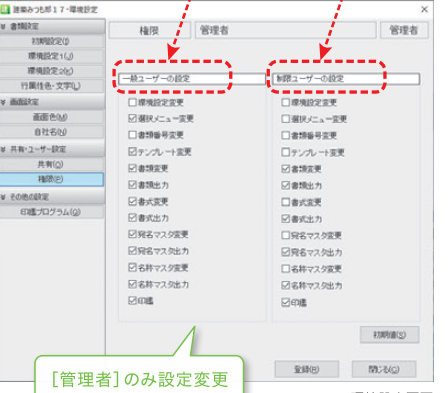 建築みつも郎17-環境設定
書類設定
初期設定(I)
環境設定1(J)
環境設定2(K)
行属性色・文字(L)
画面設定
画面色(M)
自社名(N)
共有・ユーザー設定
共有(O)
権限(P)
その他の設定
印鑑プログラム(Q)
権限
管理者
管理者
一般ユーザーの設定
環境設定変更
選択メニュー変更
書類番号変更
テンプレート変更
書類変更
書類出力
書式変更
書式出力
宛名マスタ変更
宛名マスタ出力
名称マスタ変更
名称マスタ出力
印鑑
制限ユーザーの設定
環境設定変更
選択メニュー変更
書類番号変更
テンプレート変更
書類変更
書類出力
書式変更
書式出力
宛名マスタ変更
宛名マスタ出力
名称マスタ変更
名称マスタ出力
印鑑
初期値(S)
登録(R)
閉じる(C)
［管理者］のみ設定変更